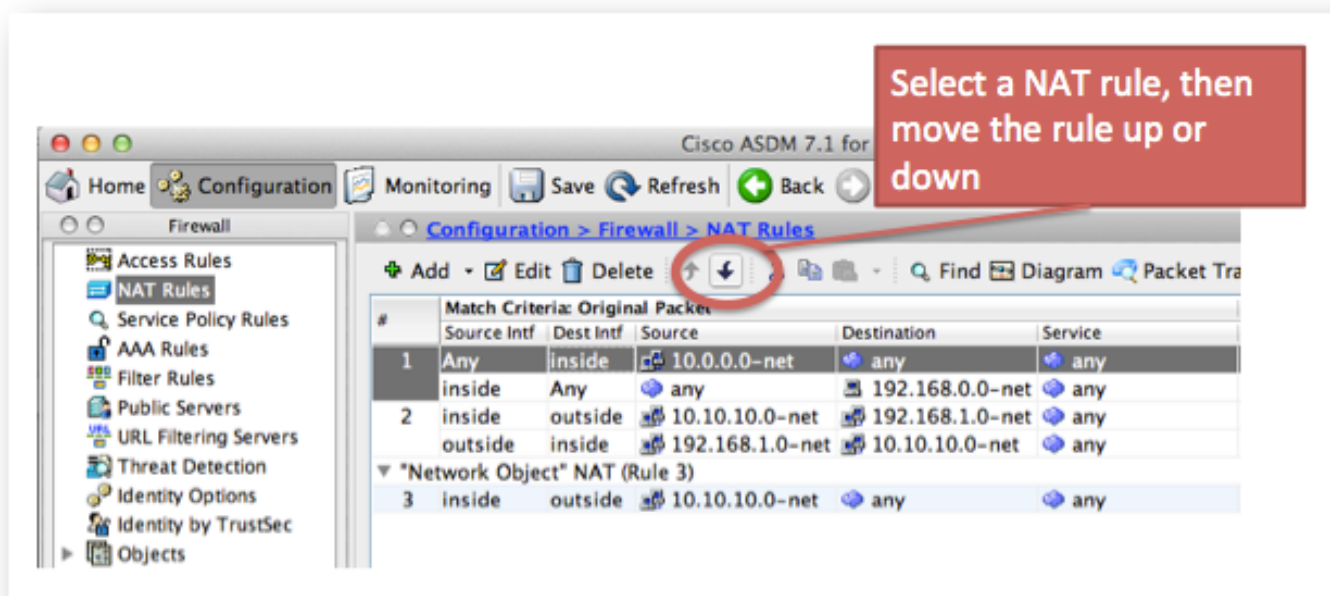 Select a NAT rule, then
move the rule up or
down
Cisco ASDM 7.1 for
Home Configuration Monitoring Save Refresh Back
Firewall
Configuration > Firewall > NAT Rules
Access Rules
NAT Rules
Service Policy Rules
AAA Rules
Filter Rules
Public Servers
URL Filtering Servers
Threat Detection
Identity Options
Identity by TrustSec
Objects
Add Edit Delete Find Diagram Packet Tra
# Match Criteria: Original Packet
Source Intf Dest Intf Source Destination Service
1 Any inside 10.0.0.0-net any any
inside Any any 192.168.0.0-net any
2 inside outside 10.10.10.0-net 192.168.1.0-net any
outside inside 192.168.1.0-net 10.10.10.0-net any
"Network Object" NAT (Rule 3)
3 inside outside 10.10.10.0-net any any